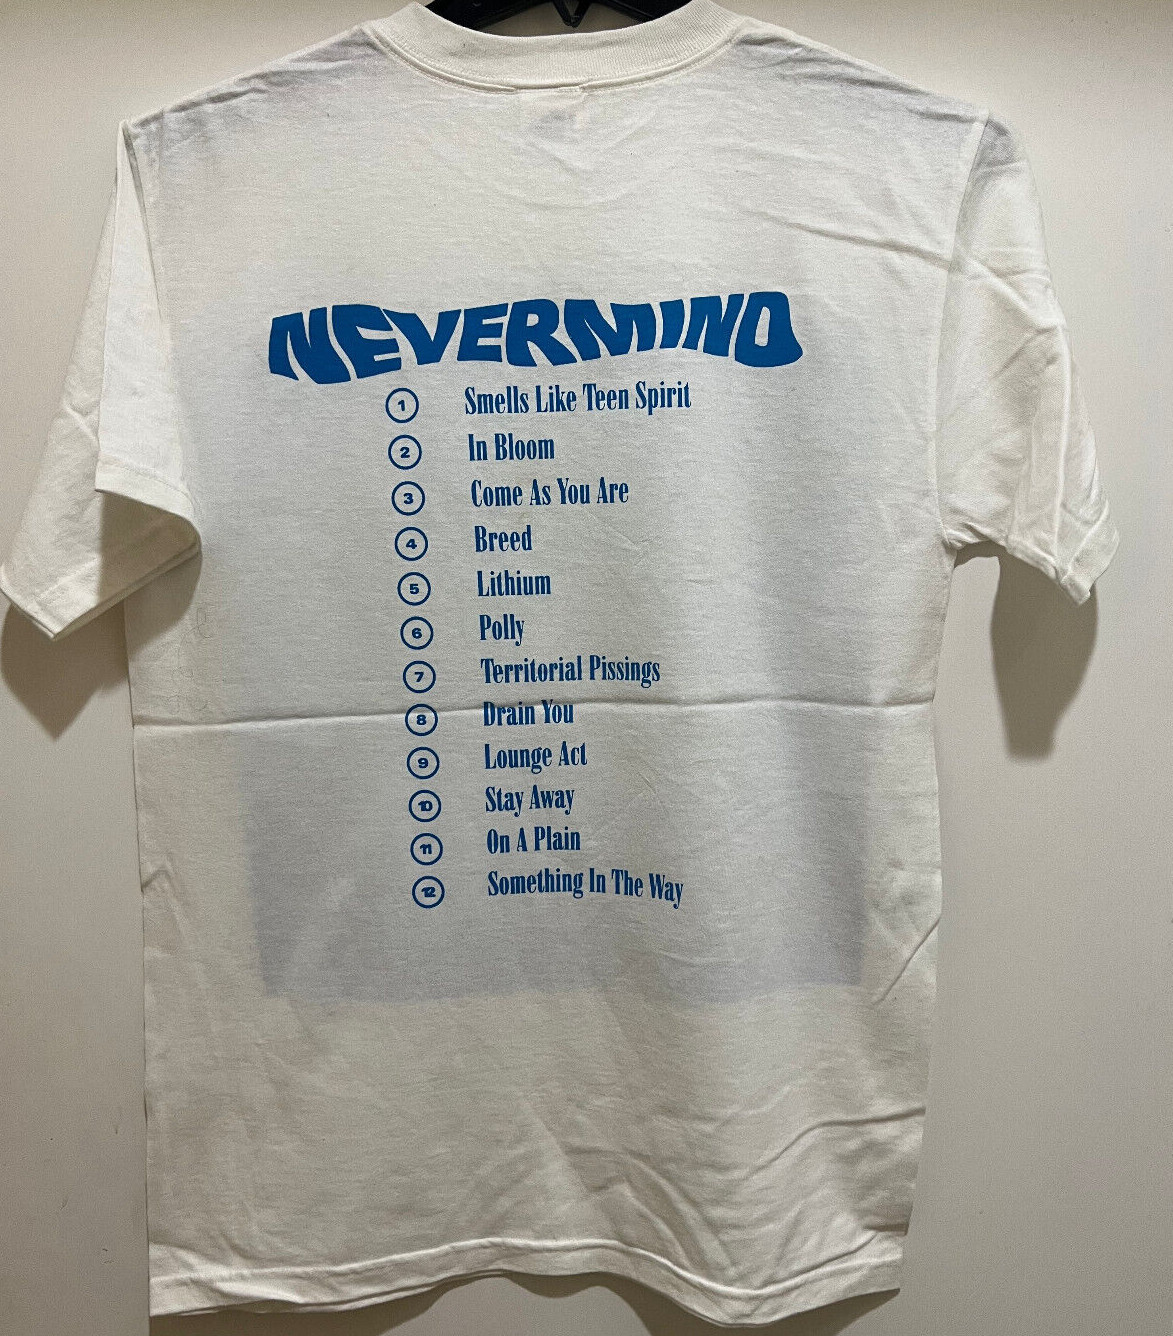 NEVERMIND
1 Smells Like Teen Spirit
2 In Bloom
3 Come As You Are
4 Breed
5 Lithium
6 Polly
7 Territorial Pissings
8 Drain You
9 Lounge Act
10 Stay Away
11 On A Plain
12 Something In The Way